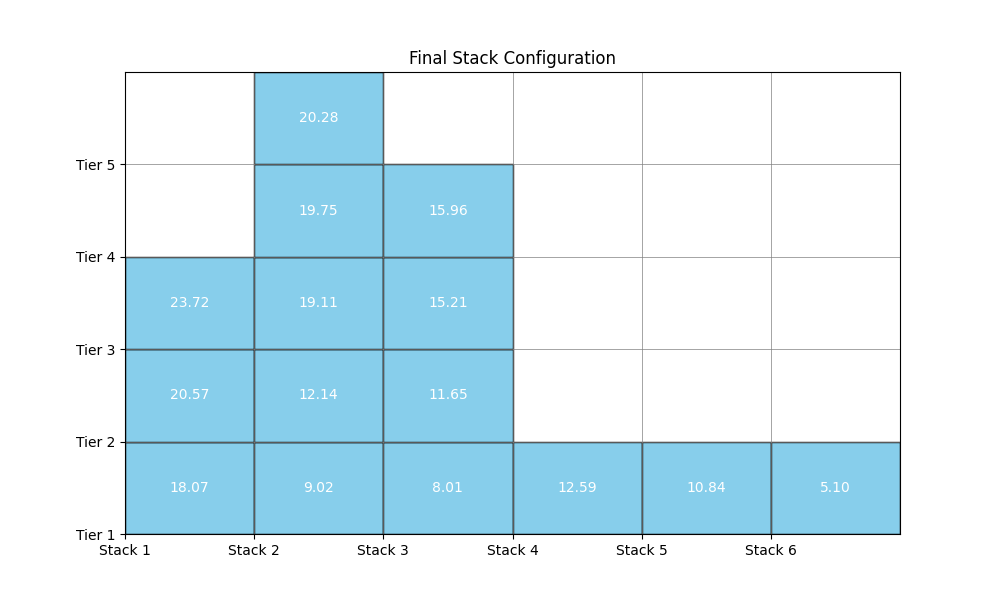 Final Stack Configuration
20.28
Tier 5
19.75 15.96
Tier 4
23.72 19.11 15.21
Tier 3
20.57 12.14 11.65
Tier 2
18.07 9.02 8.01 12.59 10.84 5.10
Tier 1
Stack 1 Stack 2 Stack 3 Stack 4 Stack 5 Stack 6